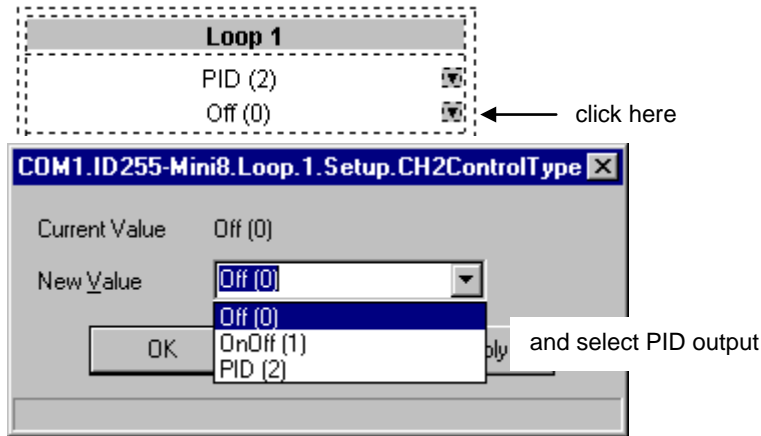 Loop 1
PID (2)
Off (0)
click here
COM1.ID255-Mini8.Loop.1.Setup.CH2ControlType
Current Value Off (0)
New Value Off (0)
Off (0)
OnOff (1)
PID (2)
OK
and select PID output